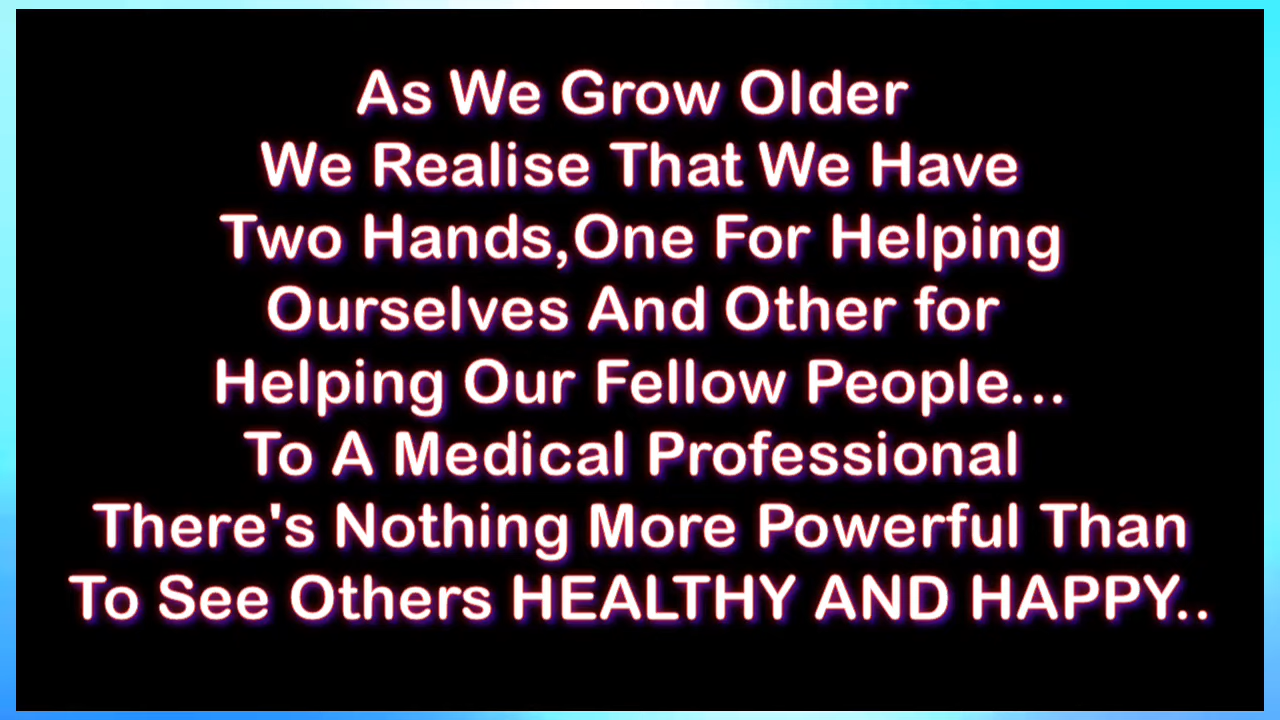 As We Grow Older
We Realise That We Have
Two Hands,One For Helping
Ourselves And Other for
Helping Our Fellow People...
To A Medical Professional
There's Nothing More Powerful Than
To See Others HEALTHY AND HAPPY..